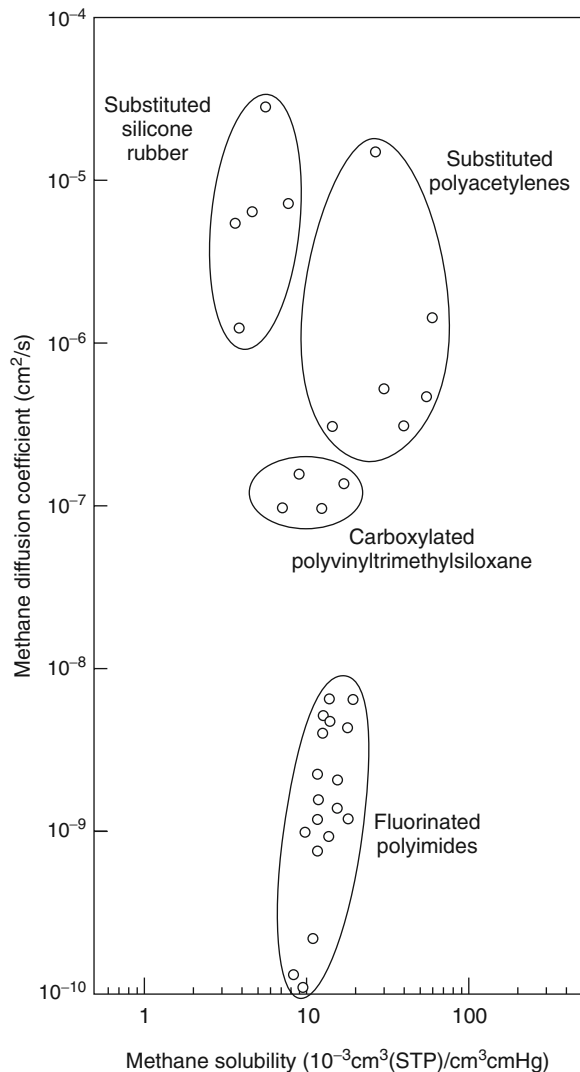 10⁻⁴
Substituted
silicone
rubber
Substituted
polyacetylenes
10⁻⁵
10⁻⁶
Methane diffusion coefficient (cm²/s)
10⁻⁷
Carboxylated
polyvinyltrimethylsiloxane
10⁻⁸
Fluorinated
polyimides
10⁻⁹
10⁻¹⁰
1 10 100
Methane solubility (10⁻³cm³(STP)/cm³cmHg)